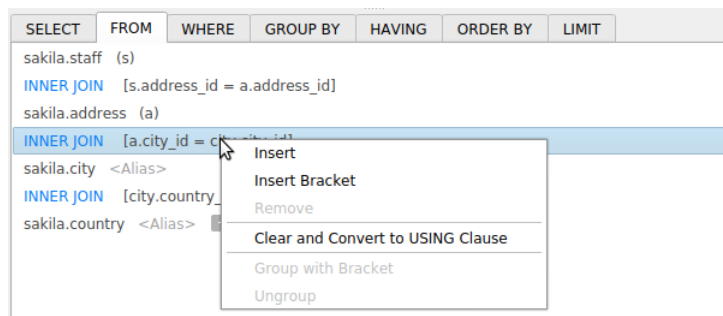 SELECT FROM WHERE GROUP BY HAVING ORDER BY LIMIT
sakila.staff (s)
INNER JOIN [s.address_id = a.address_id]
sakila.address (a)
INNER JOIN [a.city_id = city.city_id]
sakila.city <Alias>
INNER JOIN [city.country_
sakila.country <Alias>
Insert
Insert Bracket
Remove
Clear and Convert to USING Clause
Group with Bracket
Ungroup